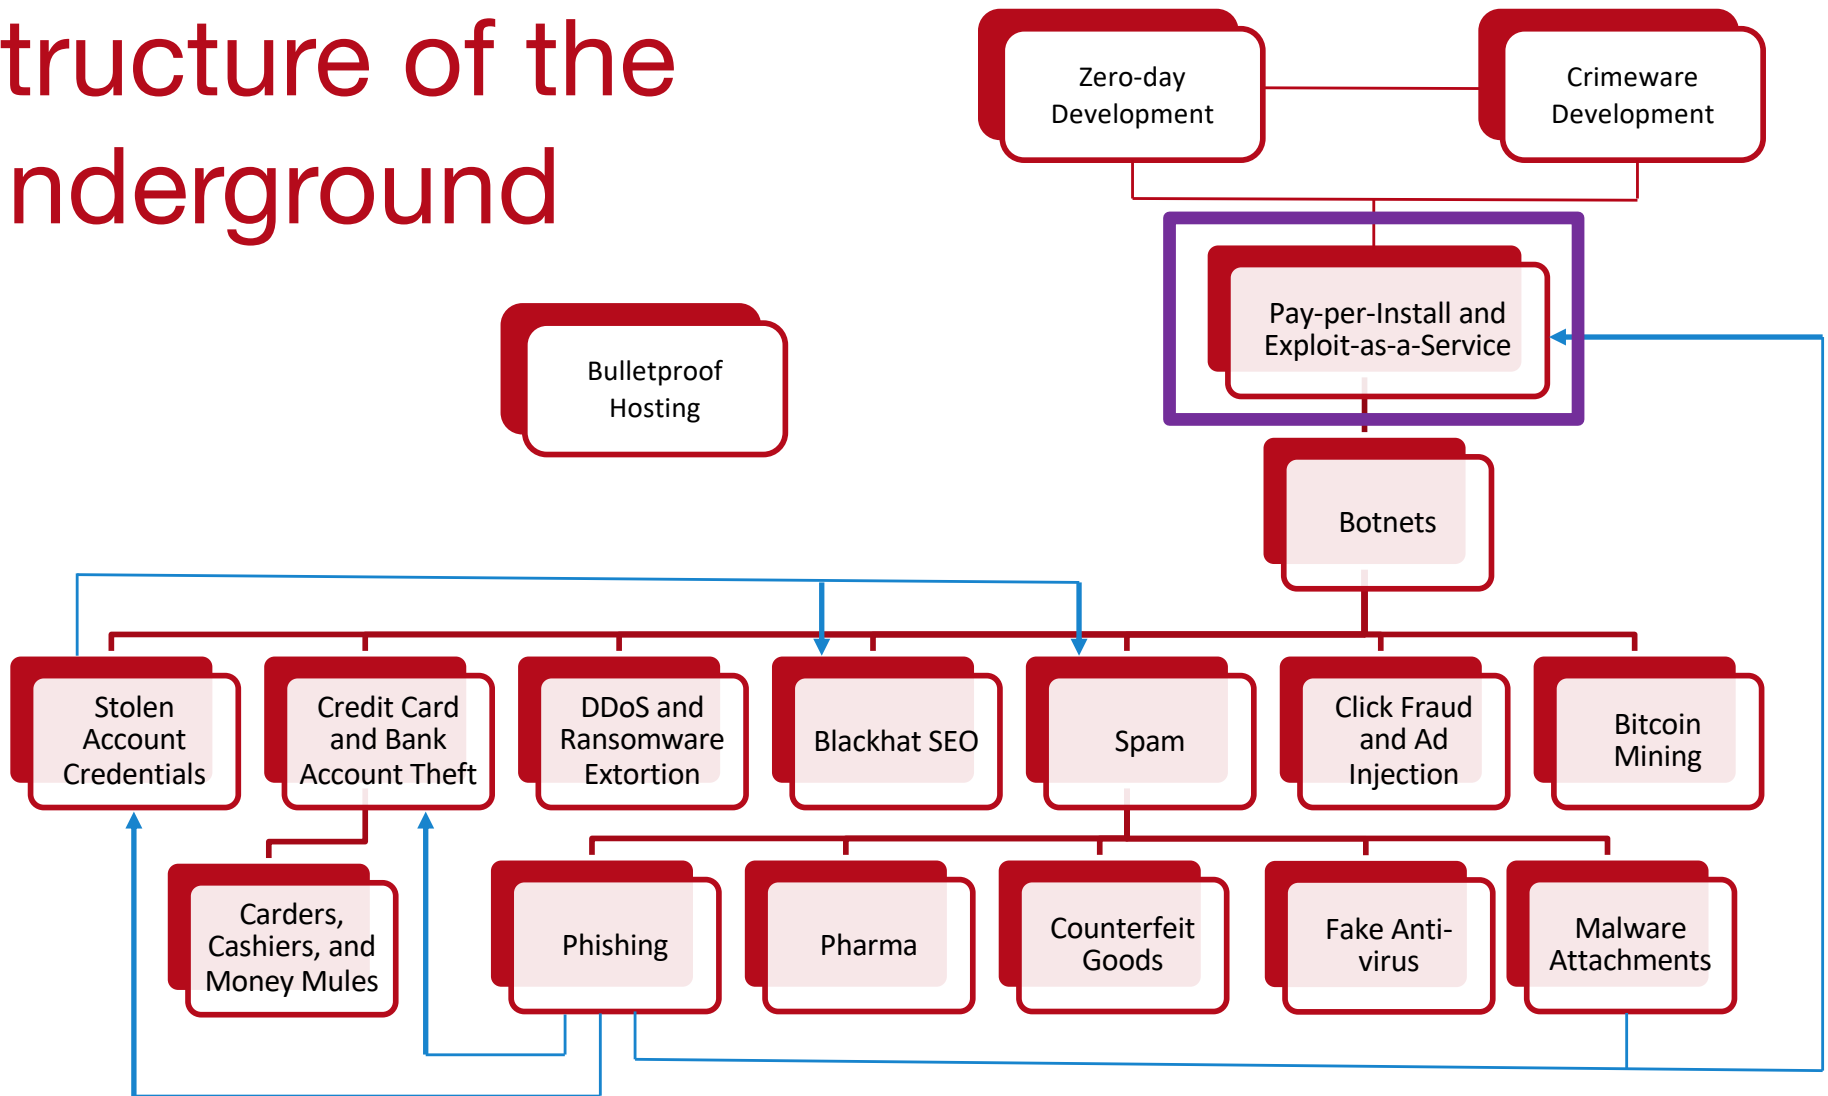 tructure of the
nderground
Zero-day
Development
Crimeware
Development
Pay-per-Install and
Exploit-as-a-Service
Bulletproof
Hosting
Botnets
Stolen
Account
Credentials
Credit Card
and Bank
Account Theft
DDoS and
Ransomware
Extortion
Blackhat SEO
Spam
Click Fraud
and Ad
Injection
Bitcoin
Mining
Carders,
Cashiers, and
Money Mules
Phishing
Pharma
Counterfeit
Goods
Fake Anti-
virus
Malware
Attachments